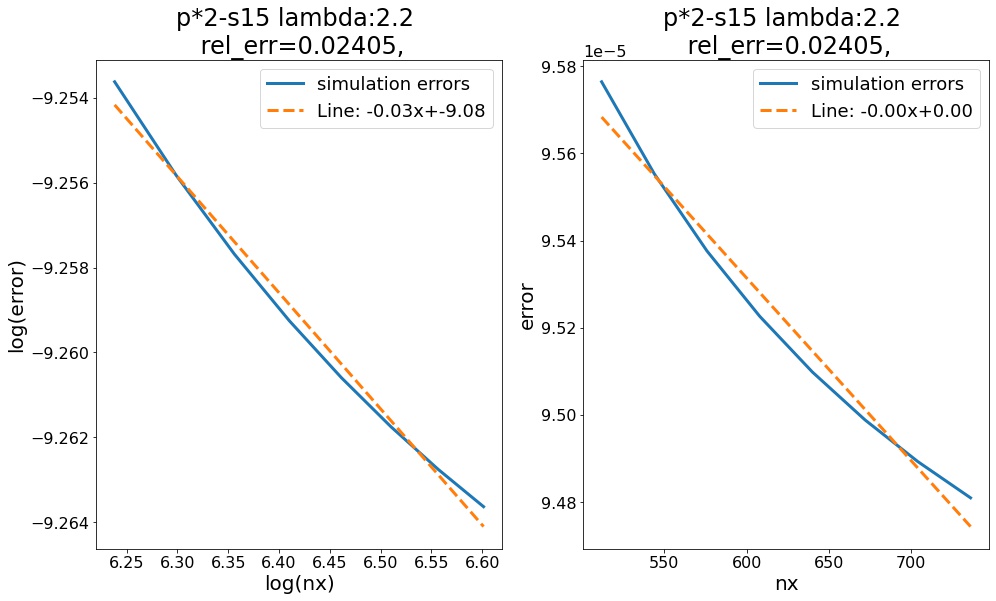 p*2-s15 lambda:2.2
rel_err=0.02405,
simulation errors
Line: -0.03x+-9.08
−9.254
−9.256
−9.258
−9.260
−9.262
−9.264
log(error)
6.25 6.30 6.35 6.40 6.45 6.50 6.55 6.60
log(nx)
p*2-s15 lambda:2.2
rel_err=0.02405,
1e−5
simulation errors
Line: -0.00x+0.00
9.58
9.56
9.54
9.52
9.50
9.48
error
550 600 650 700
nx